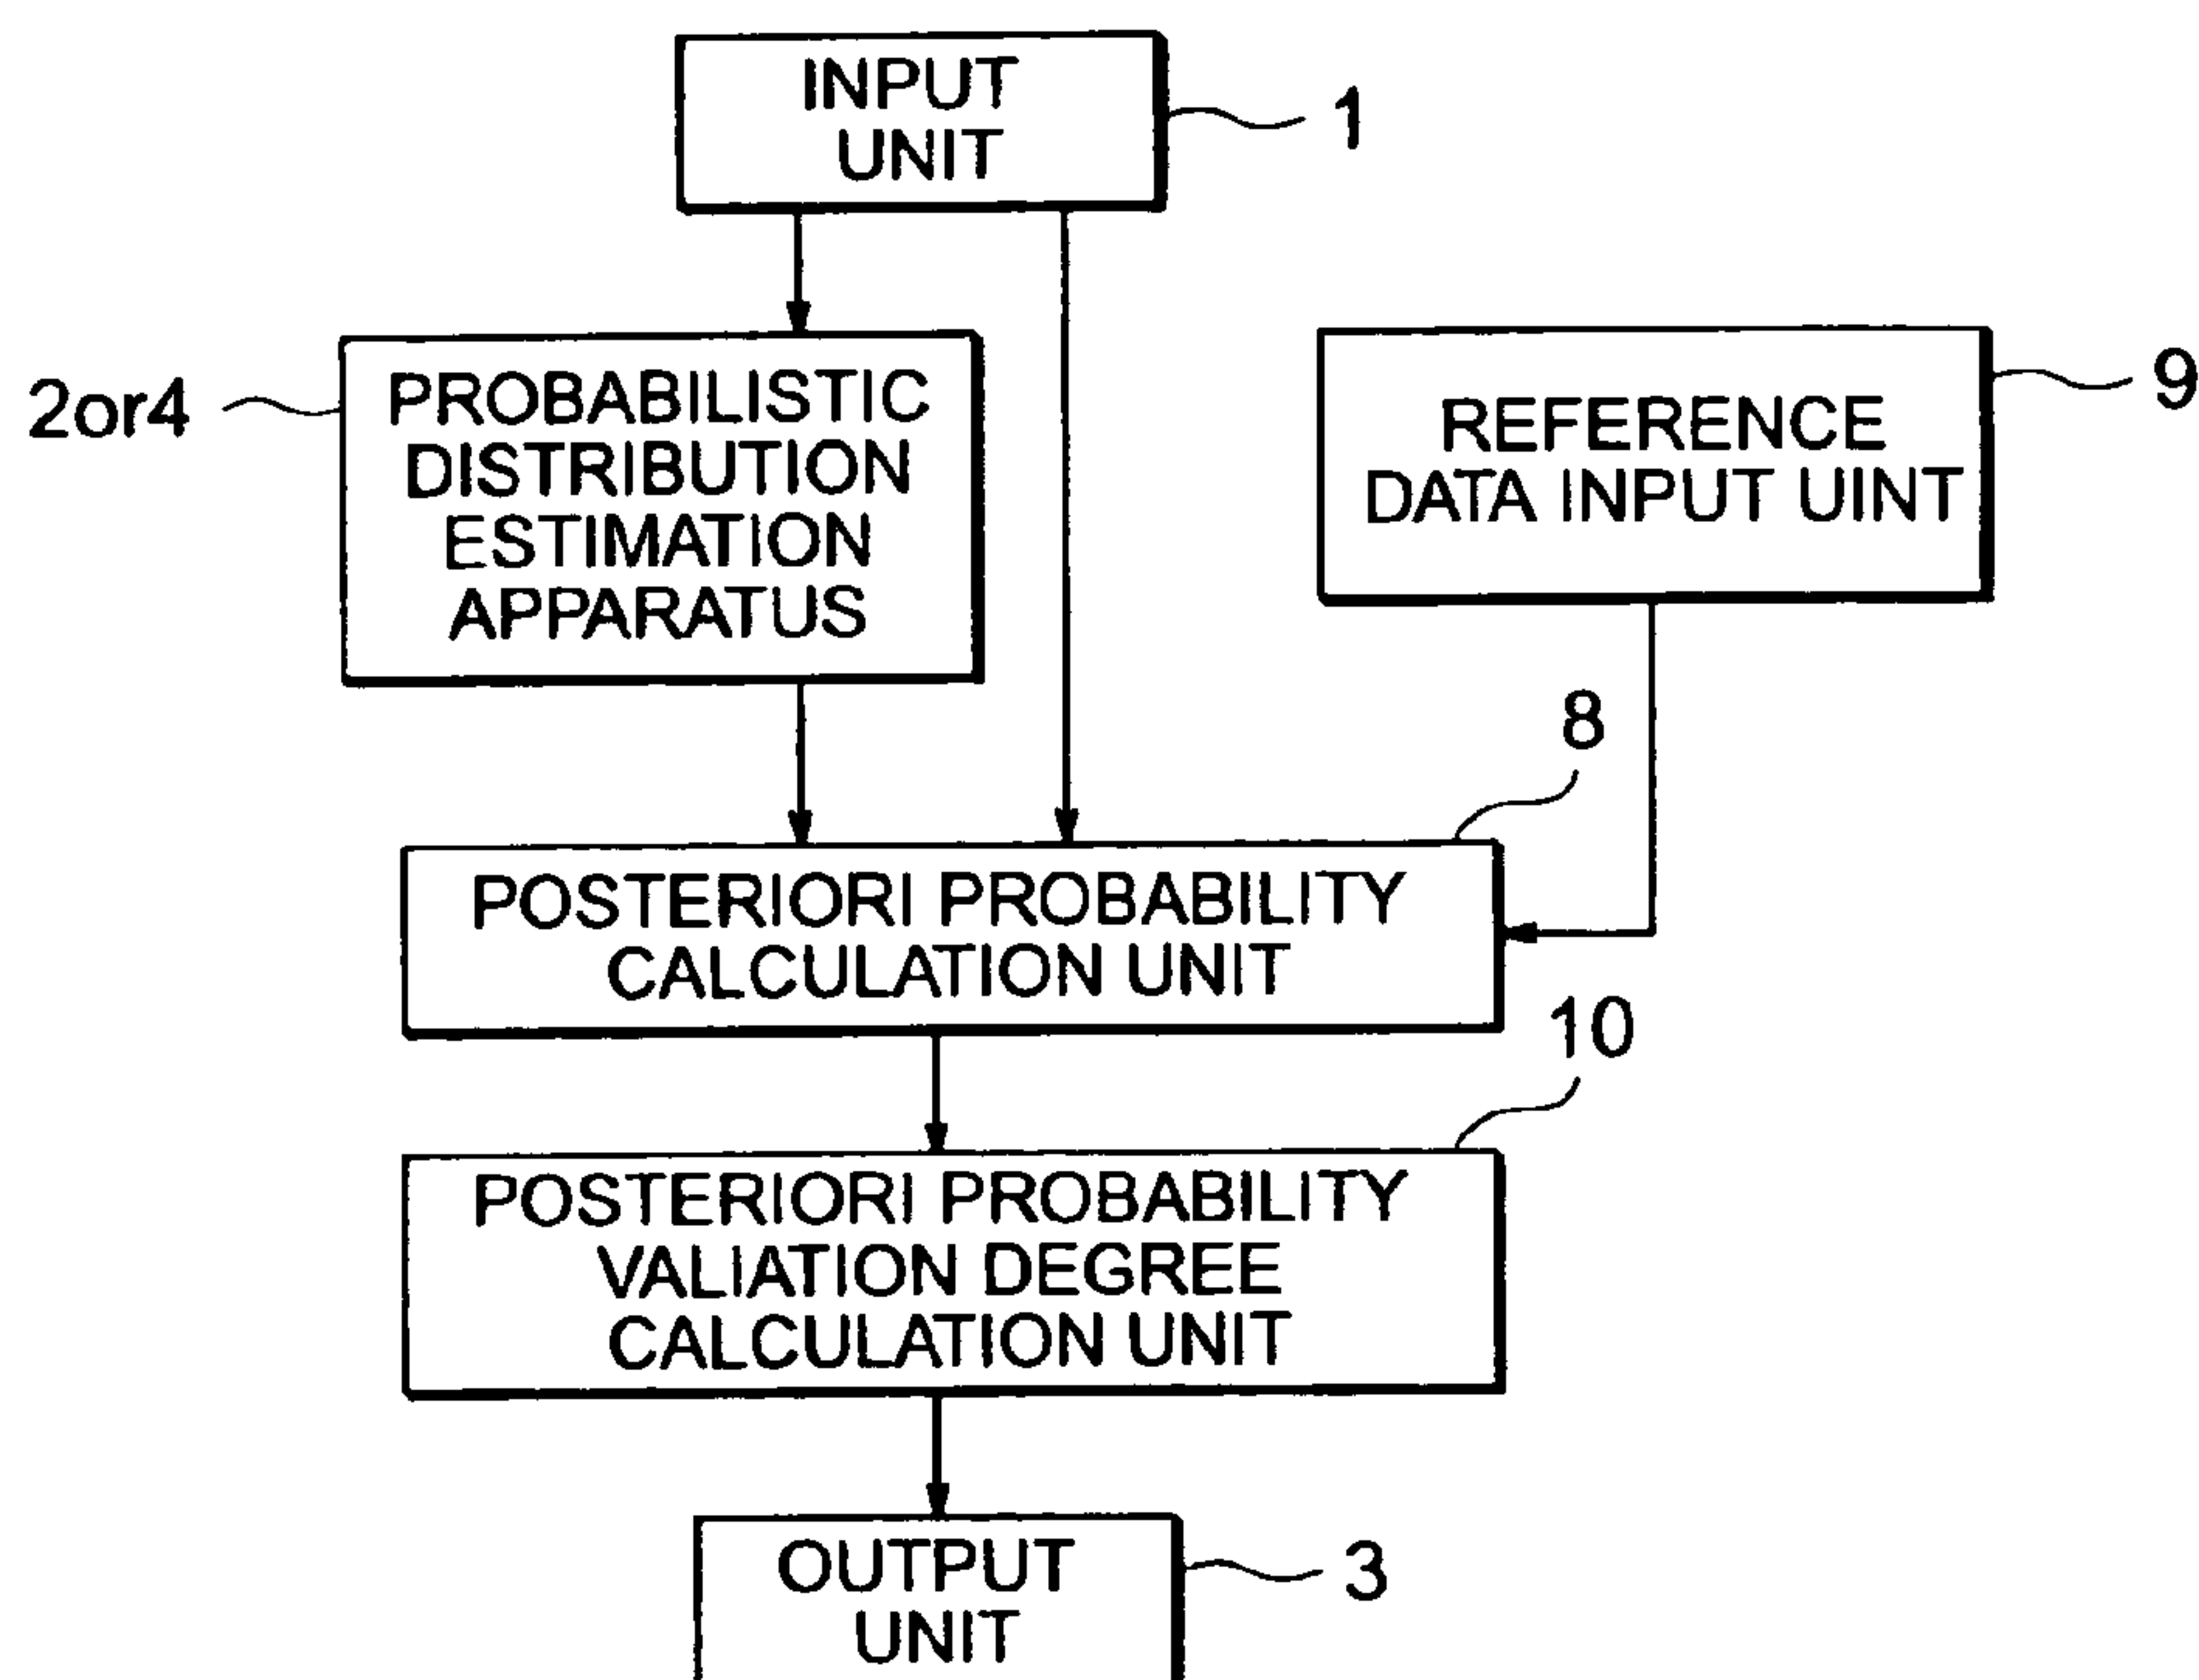 INPUT
UNIT
1
2or4
PROBABILISTIC
DISTRIBUTION
ESTIMATION
APPARATUS
REFERENCE
DATA INPUT UINT
9
8
POSTERIORI PROBABILITY
CALCULATION UNIT
10
POSTERIORI PROBABILITY
VALIATION DEGREE
CALCULATION UNIT
OUTPUT
UNIT
3